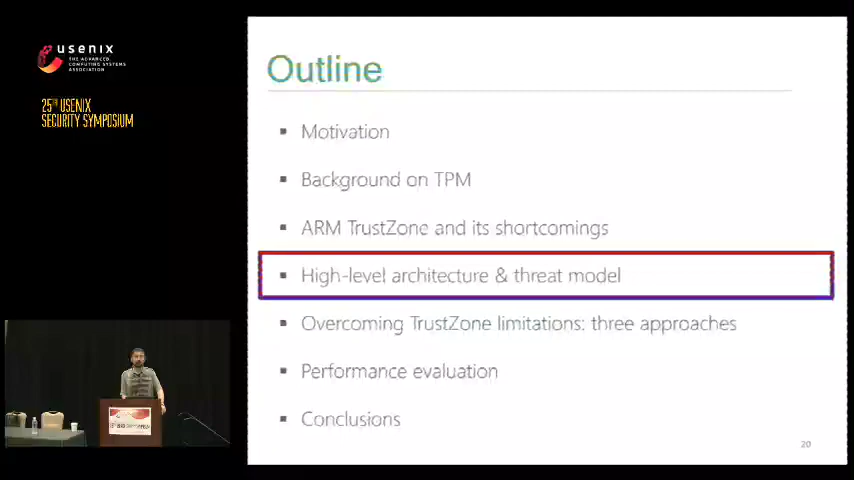 usenix
THE ADVANCED
COMPUTING SYSTEMS
ASSOCIATION
25TH USENIX
SECURITY SYMPOSIUM
Outline
▪ Motivation
▪ Background on TPM
▪ ARM TrustZone and its shortcomings
▪ High-level architecture & threat model
▪ Overcoming TrustZone limitations: three approaches
▪ Performance evaluation
▪ Conclusions
20